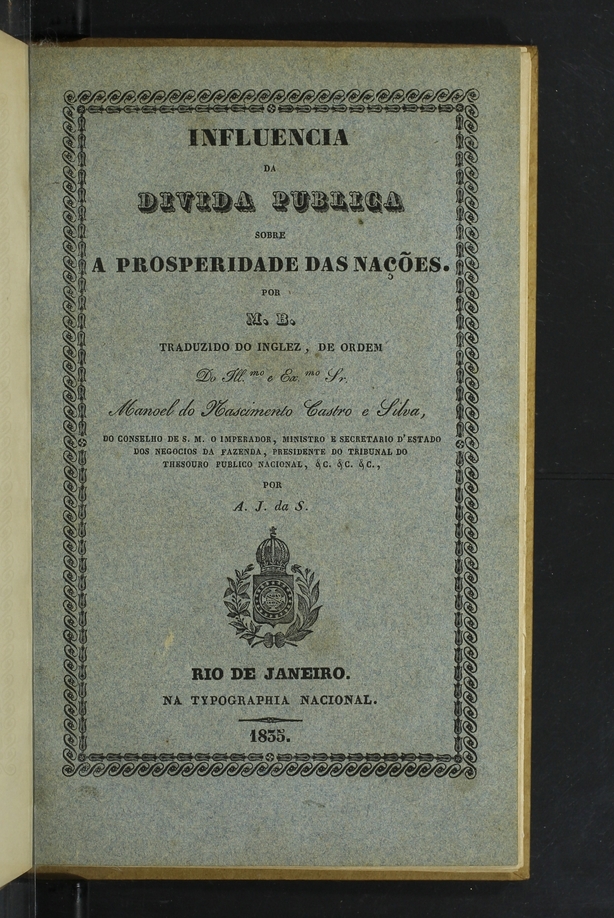 INFLUENCIA
DA
DIVIDA PUBLICA
SOBRE
A PROSPERIDADE DAS NAÇÕES.
POR
M. B.
TRADUZIDO DO INGLEZ, DE ORDEM
Do Ill.mo e Ex.mo Sr.
Manoel do Nascimento Castro e Silva,
DO CONSELHO DE S. M. O IMPERADOR, MINISTRO E SECRETARIO D'ESTADO
DOS NEGOCIOS DA FAZENDA, PRESIDENTE DO TRIBUNAL DO
THESOURO PUBLICO NACIONAL, &C. &C. &C.,
POR
A. J. da S.
RIO DE JANEIRO.
NA TYPOGRAPHIA NACIONAL.
1835.